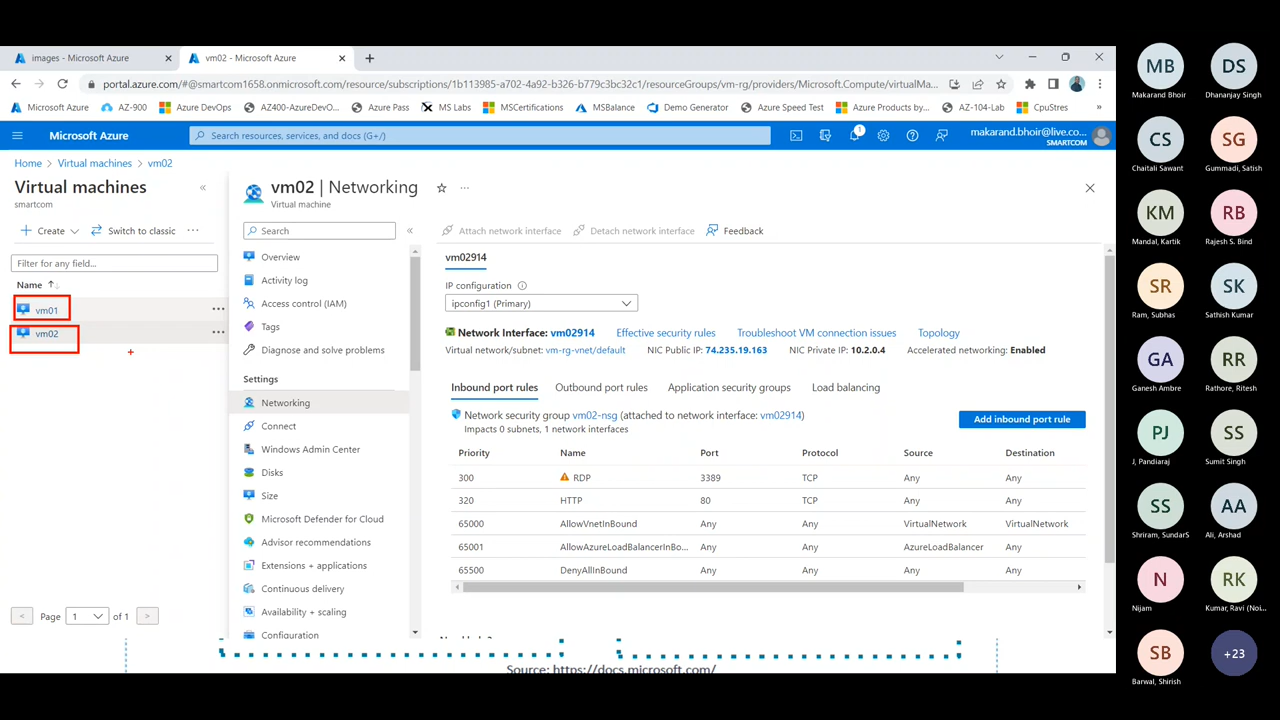 images - Microsoft Azure
vm02 - Microsoft Azure
portal.azure.com/#@smartcom1658.onmicrosoft.com/resource/subscriptions/1b113985-a702-4a92-b326-b779c3bc32c1/resourceGroups/vm-rg/providers/Microsoft.Compute/virtualMa...
Microsoft Azure AZ-900 Azure DevOps AZ400-AzureDevO... Azure Pass MS Labs MSCertifications MSBalance Demo Generator Azure Speed Test Azure Products by... AZ-104-Lab CpuStres »
Microsoft Azure
Search resources, services, and docs (G+/)
1
makarand.bhoir@live.co...
SMARTCOM
Home > Virtual machines > vm02
Virtual machines «
smartcom
Create Switch to classic ...
Filter for any field...
Name ↑↓
vm01 ...
vm02 ...
< Page 1 of 1 >
vm02 | Networking ...
Virtual machine
Search «
Overview
Activity log
Access control (IAM)
Tags
Diagnose and solve problems
Settings
Networking
Connect
Windows Admin Center
Disks
Size
Microsoft Defender for Cloud
Advisor recommendations
Extensions + applications
Continuous delivery
Availability + scaling
Configuration
Attach network interface Detach network interface Feedback
vm02914
IP configuration
ipconfig1 (Primary)
Network Interface: vm02914 Effective security rules Troubleshoot VM connection issues Topology
Virtual network/subnet: vm-rg-vnet/default NIC Public IP: 74.235.19.163 NIC Private IP: 10.2.0.4 Accelerated networking: Enabled
Inbound port rules Outbound port rules Application security groups Load balancing
Network security group vm02-nsg (attached to network interface: vm02914)
Impacts 0 subnets, 1 network interfaces
Add inbound port rule
Priority Name Port Protocol Source Destination
300 RDP 3389 TCP Any Any
320 HTTP 80 TCP Any Any
65000 AllowVnetInBound Any Any VirtualNetwork VirtualNetwork
65001 AllowAzureLoadBalancerInBo... Any Any AzureLoadBalancer Any
65500 DenyAllInBound Any Any Any Any
Source: https://docs.microsoft.com/
MB DS
Makarand Bhoir Dhananjay Singh
CS SG
Chaitali Sawant Gummadi, Satish
KM RB
Mandal, Kartik Rajesh S. Bind
SR SK
Ram, Subhas Sathish Kumar
GA RR
Ganesh Ambre Rathore, Ritesh
PJ SS
J, Pandiaraj Sumit Singh
SS AA
Shriram, SundarS Ali, Arshad
N RK
Nijam Kumar, Ravi (Noi...
SB +23
Barwal, Shirish